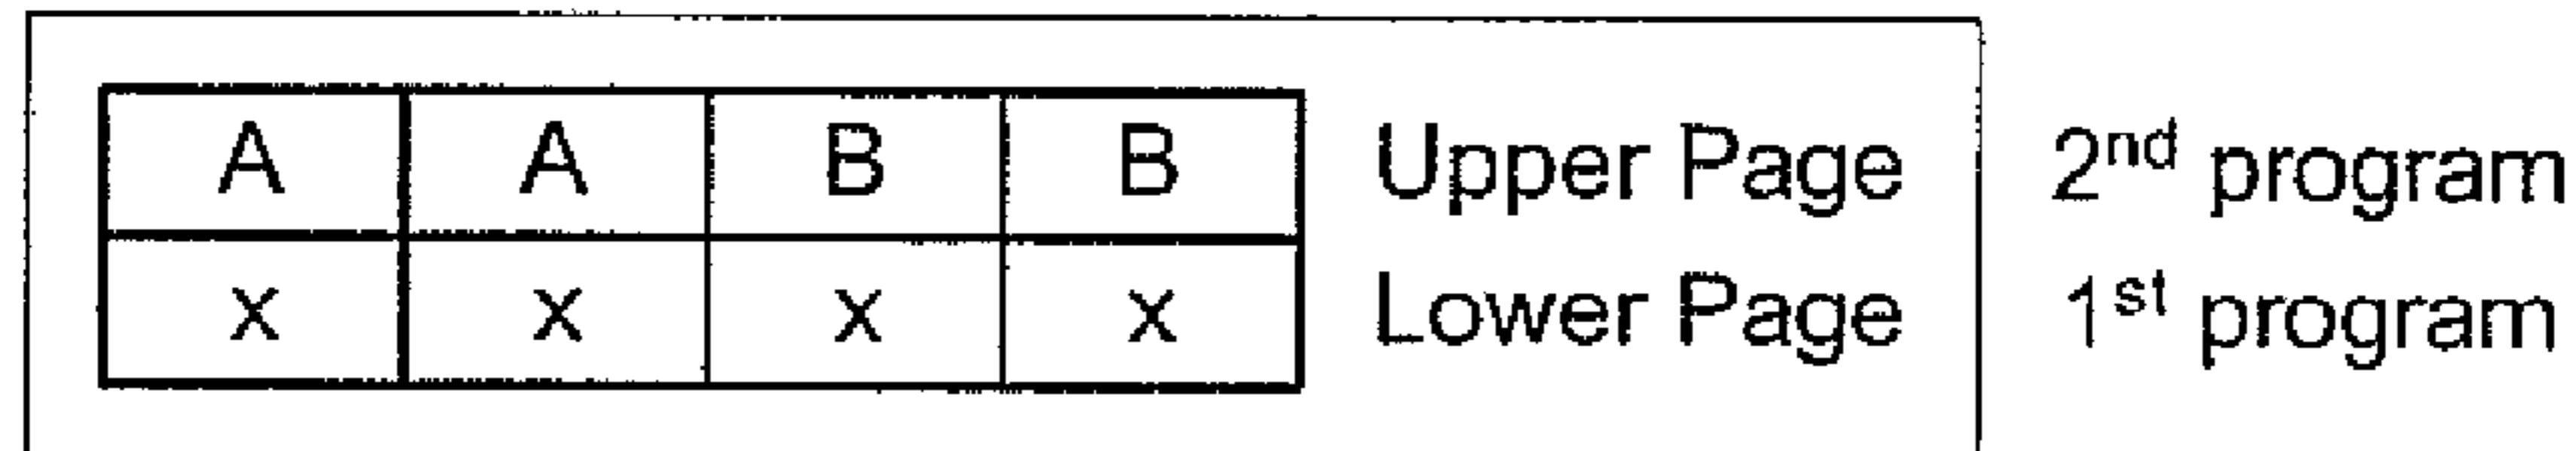 A A B B Upper Page 2nd program
x x x x Lower Page 1st program